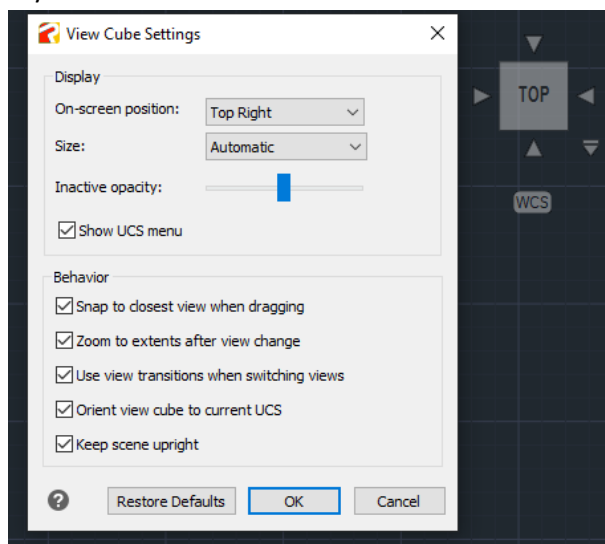 View Cube Settings
Display
On-screen position: Top Right
Size: Automatic
Inactive opacity:
Show UCS menu
Behavior
Snap to closest view when dragging
Zoom to extents after view change
Use view transitions when switching views
Orient view cube to current UCS
Keep scene upright
? Restore Defaults OK Cancel
TOP
WCS